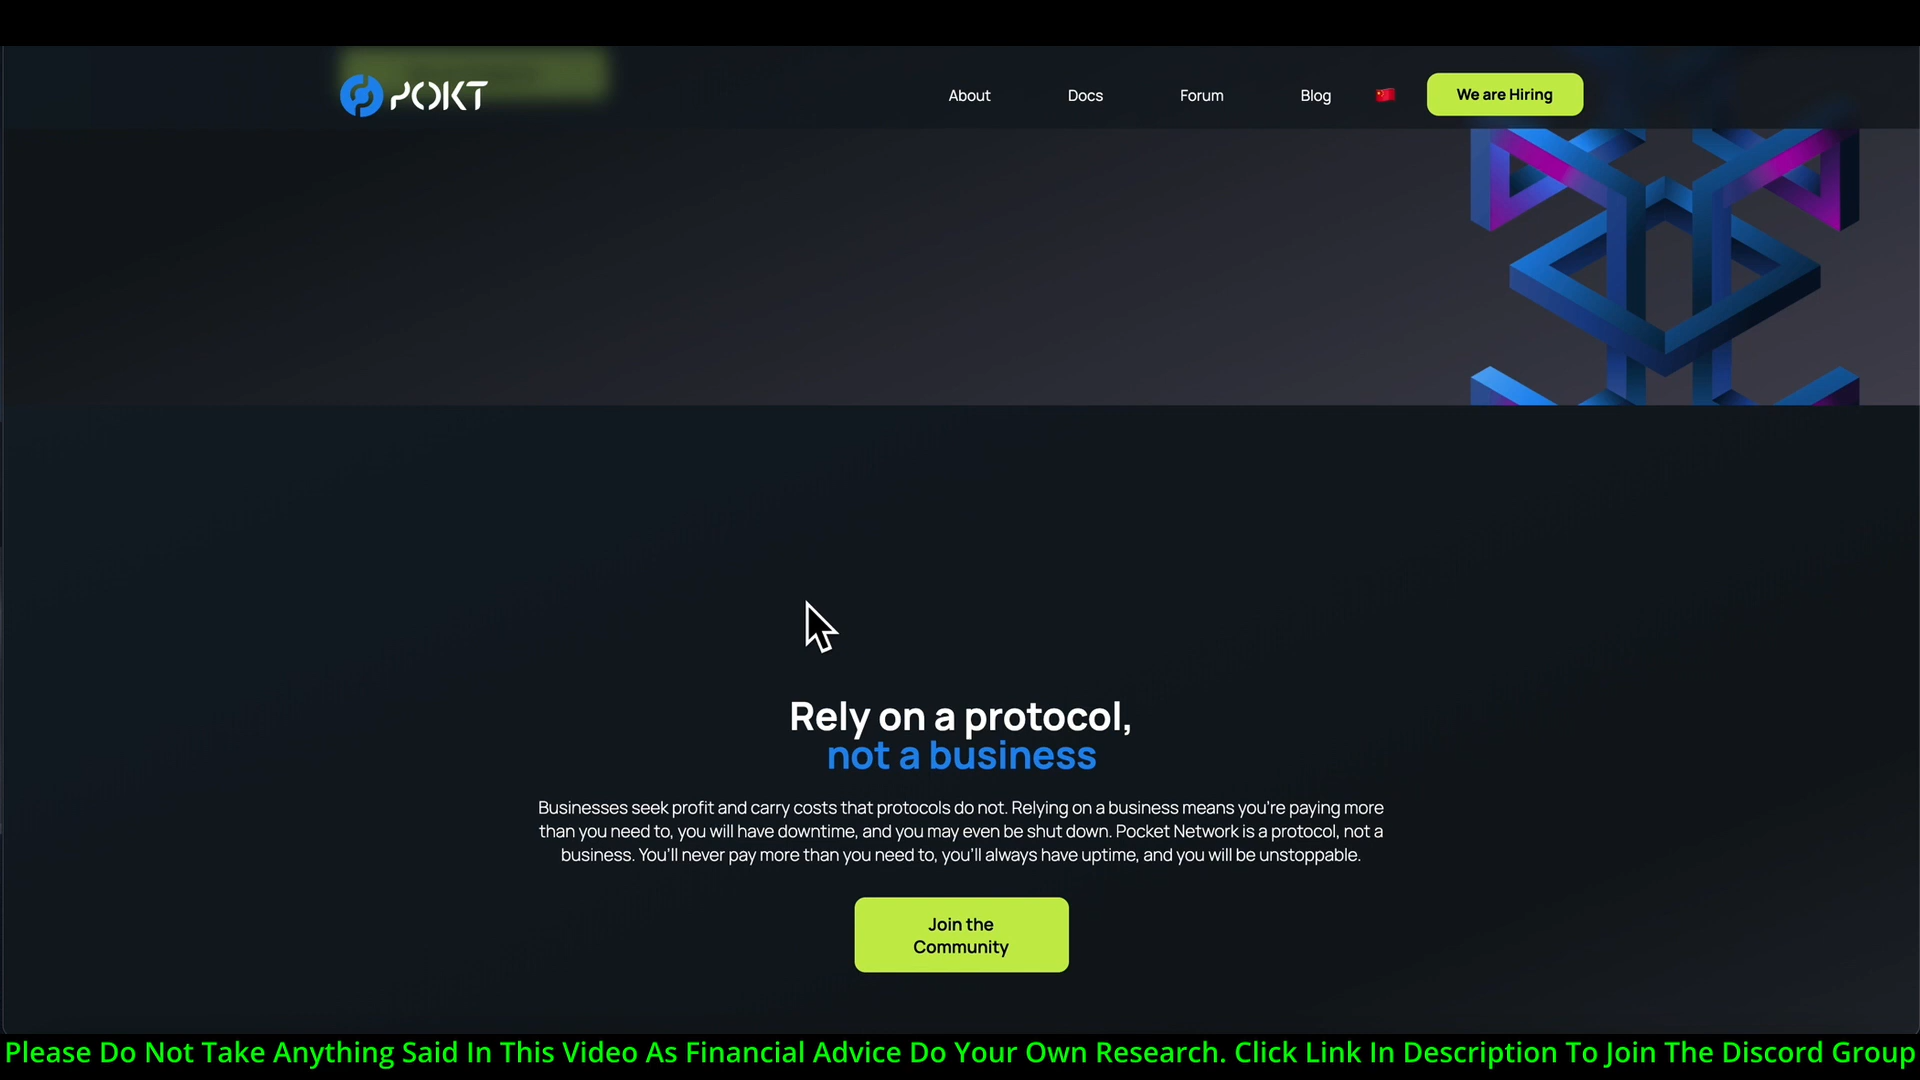 POKT
About
Docs
Forum
Blog
We are Hiring
Rely on a protocol,
not a business
Businesses seek profit and carry costs that protocols do not. Relying on a business means you're paying more
than you need to, you will have downtime, and you may even be shut down. Pocket Network is a protocol, not a
business. You'll never pay more than you need to, you'll always have uptime, and you will be unstoppable.
Join the
Community
Please Do Not Take Anything Said In This Video As Financial Advice Do Your Own Research. Click Link In Description To Join The Discord Group